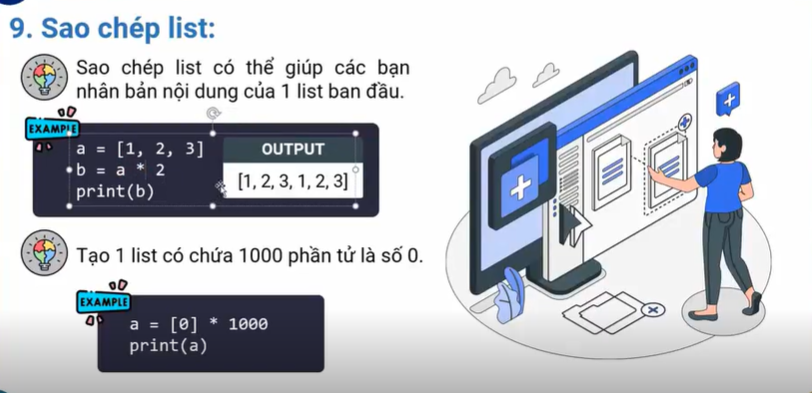 9. Sao chép list:
Sao chép list có thể giúp các bạn
nhân bản nội dung của 1 list ban đầu.
EXAMPLE
a = [1, 2, 3]
b = a * 2
print(b)
OUTPUT
[1, 2, 3, 1, 2, 3]
Tạo 1 list có chứa 1000 phần tử là số 0.
EXAMPLE
a = [0] * 1000
print(a)